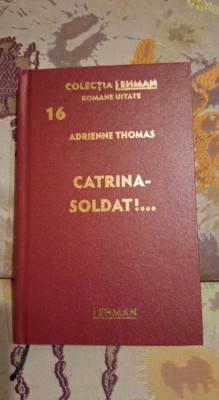 COLECȚIA LEHMAN
ROMANE UITATE
16
ADRIENNE THOMAS
CATRINA-
SOLDAT!...
LEHMAN